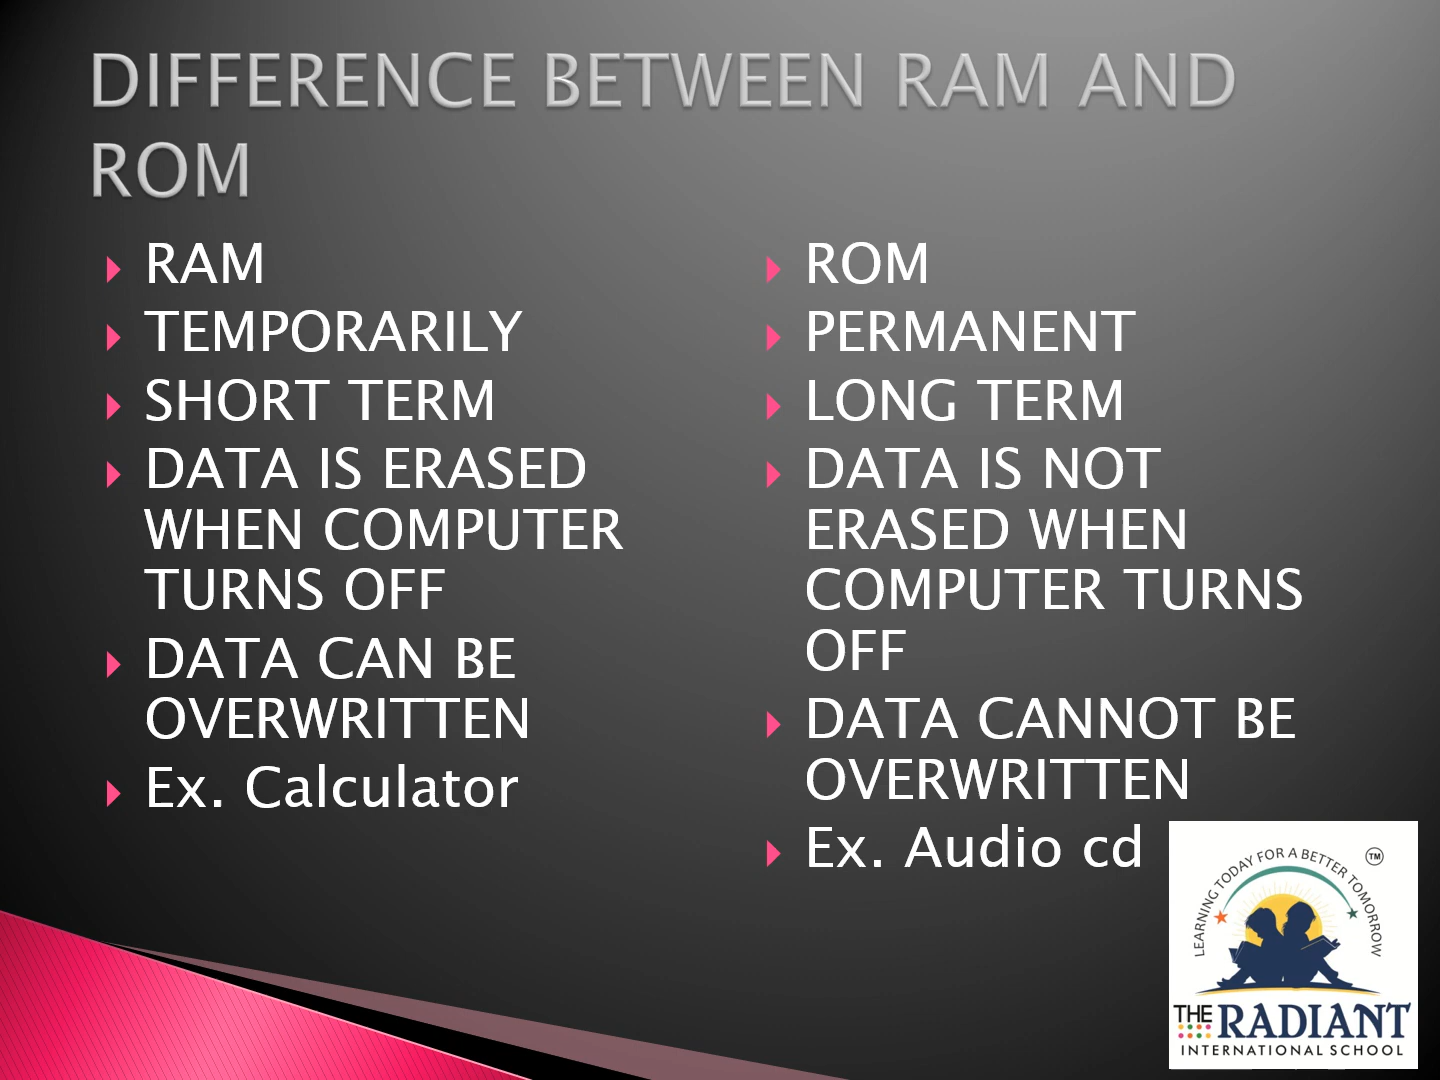 DIFFERENCE BETWEEN RAM AND
ROM
RAM
TEMPORARILY
SHORT TERM
DATA IS ERASED
WHEN COMPUTER
TURNS OFF
DATA CAN BE
OVERWRITTEN
Ex. Calculator
ROM
PERMANENT
LONG TERM
DATA IS NOT
ERASED WHEN
COMPUTER TURNS
OFF
DATA CANNOT BE
OVERWRITTEN
Ex. Audio cd
LEARNING TODAY FOR A BETTER TOMORROW
TM
THE RADIANT
INTERNATIONAL SCHOOL